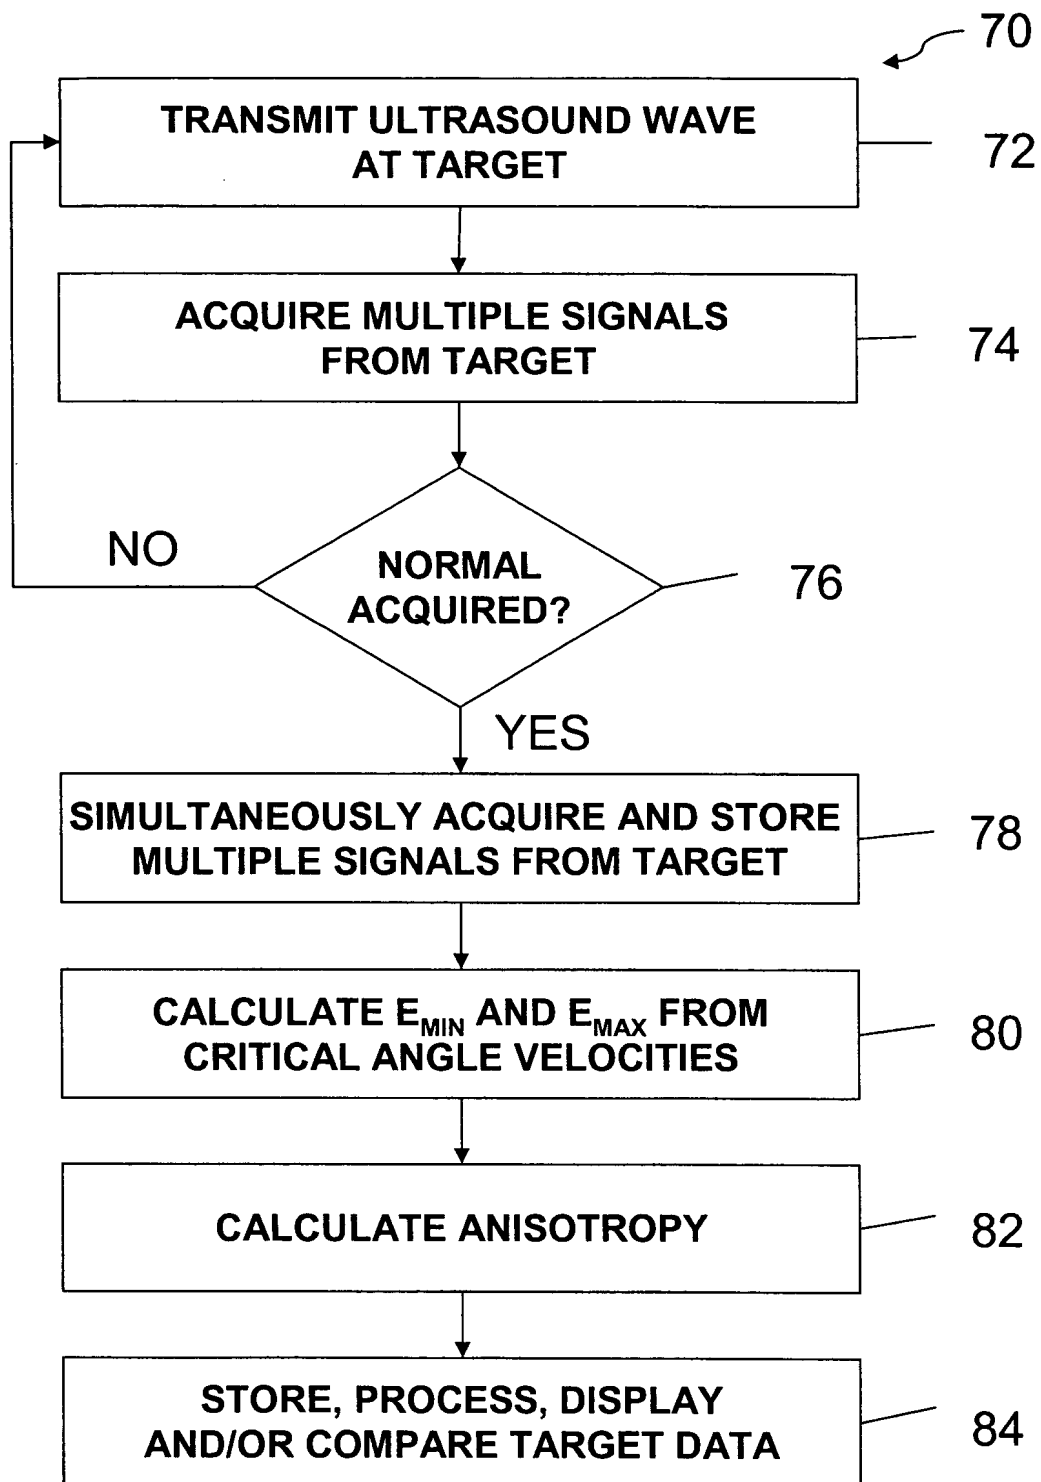 70
TRANSMIT ULTRASOUND WAVE
AT TARGET
72
ACQUIRE MULTIPLE SIGNALS
FROM TARGET
74
NO
NORMAL
ACQUIRED?
76
YES
SIMULTANEOUSLY ACQUIRE AND STORE
MULTIPLE SIGNALS FROM TARGET
78
CALCULATE EMIN AND EMAX FROM
CRITICAL ANGLE VELOCITIES
80
CALCULATE ANISOTROPY
82
STORE, PROCESS, DISPLAY
AND/OR COMPARE TARGET DATA
84